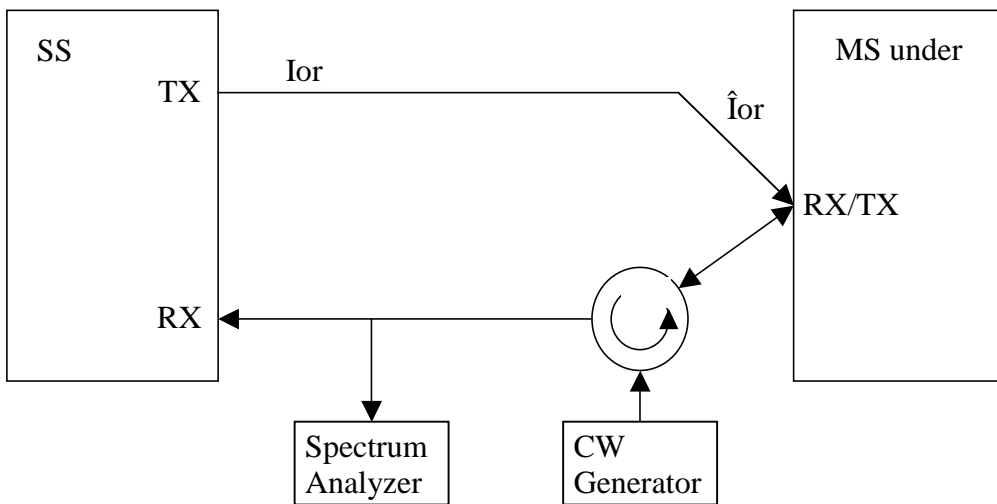 SS
MS under
TX
Ior
Îor
RX/TX
RX
Spectrum
Analyzer
CW
Generator